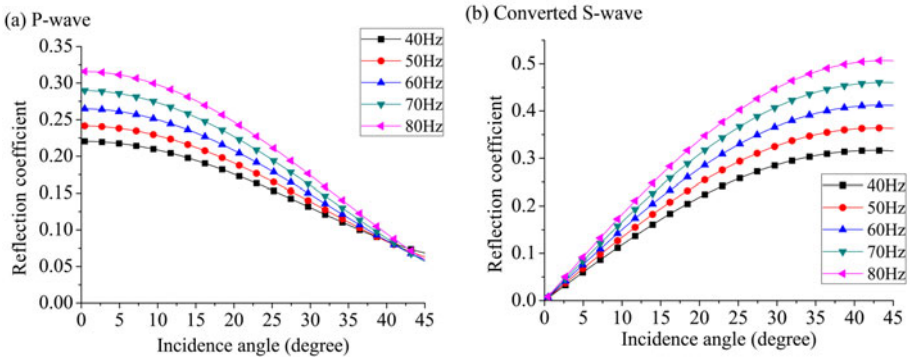 (a) P-wave
40Hz
50Hz
60Hz
70Hz
80Hz
Reflection coefficient
0.35
0.30
0.25
0.20
0.15
0.10
0.05
0.00
0 5 10 15 20 25 30 35 40 45
Incidence angle (degree)
(b) Converted S-wave
Reflection coefficient
0.5
0.4
0.3
0.2
0.1
0.0
40Hz
50Hz
60Hz
70Hz
80Hz
0 5 10 15 20 25 30 35 40 45
Incidence angle (degree)